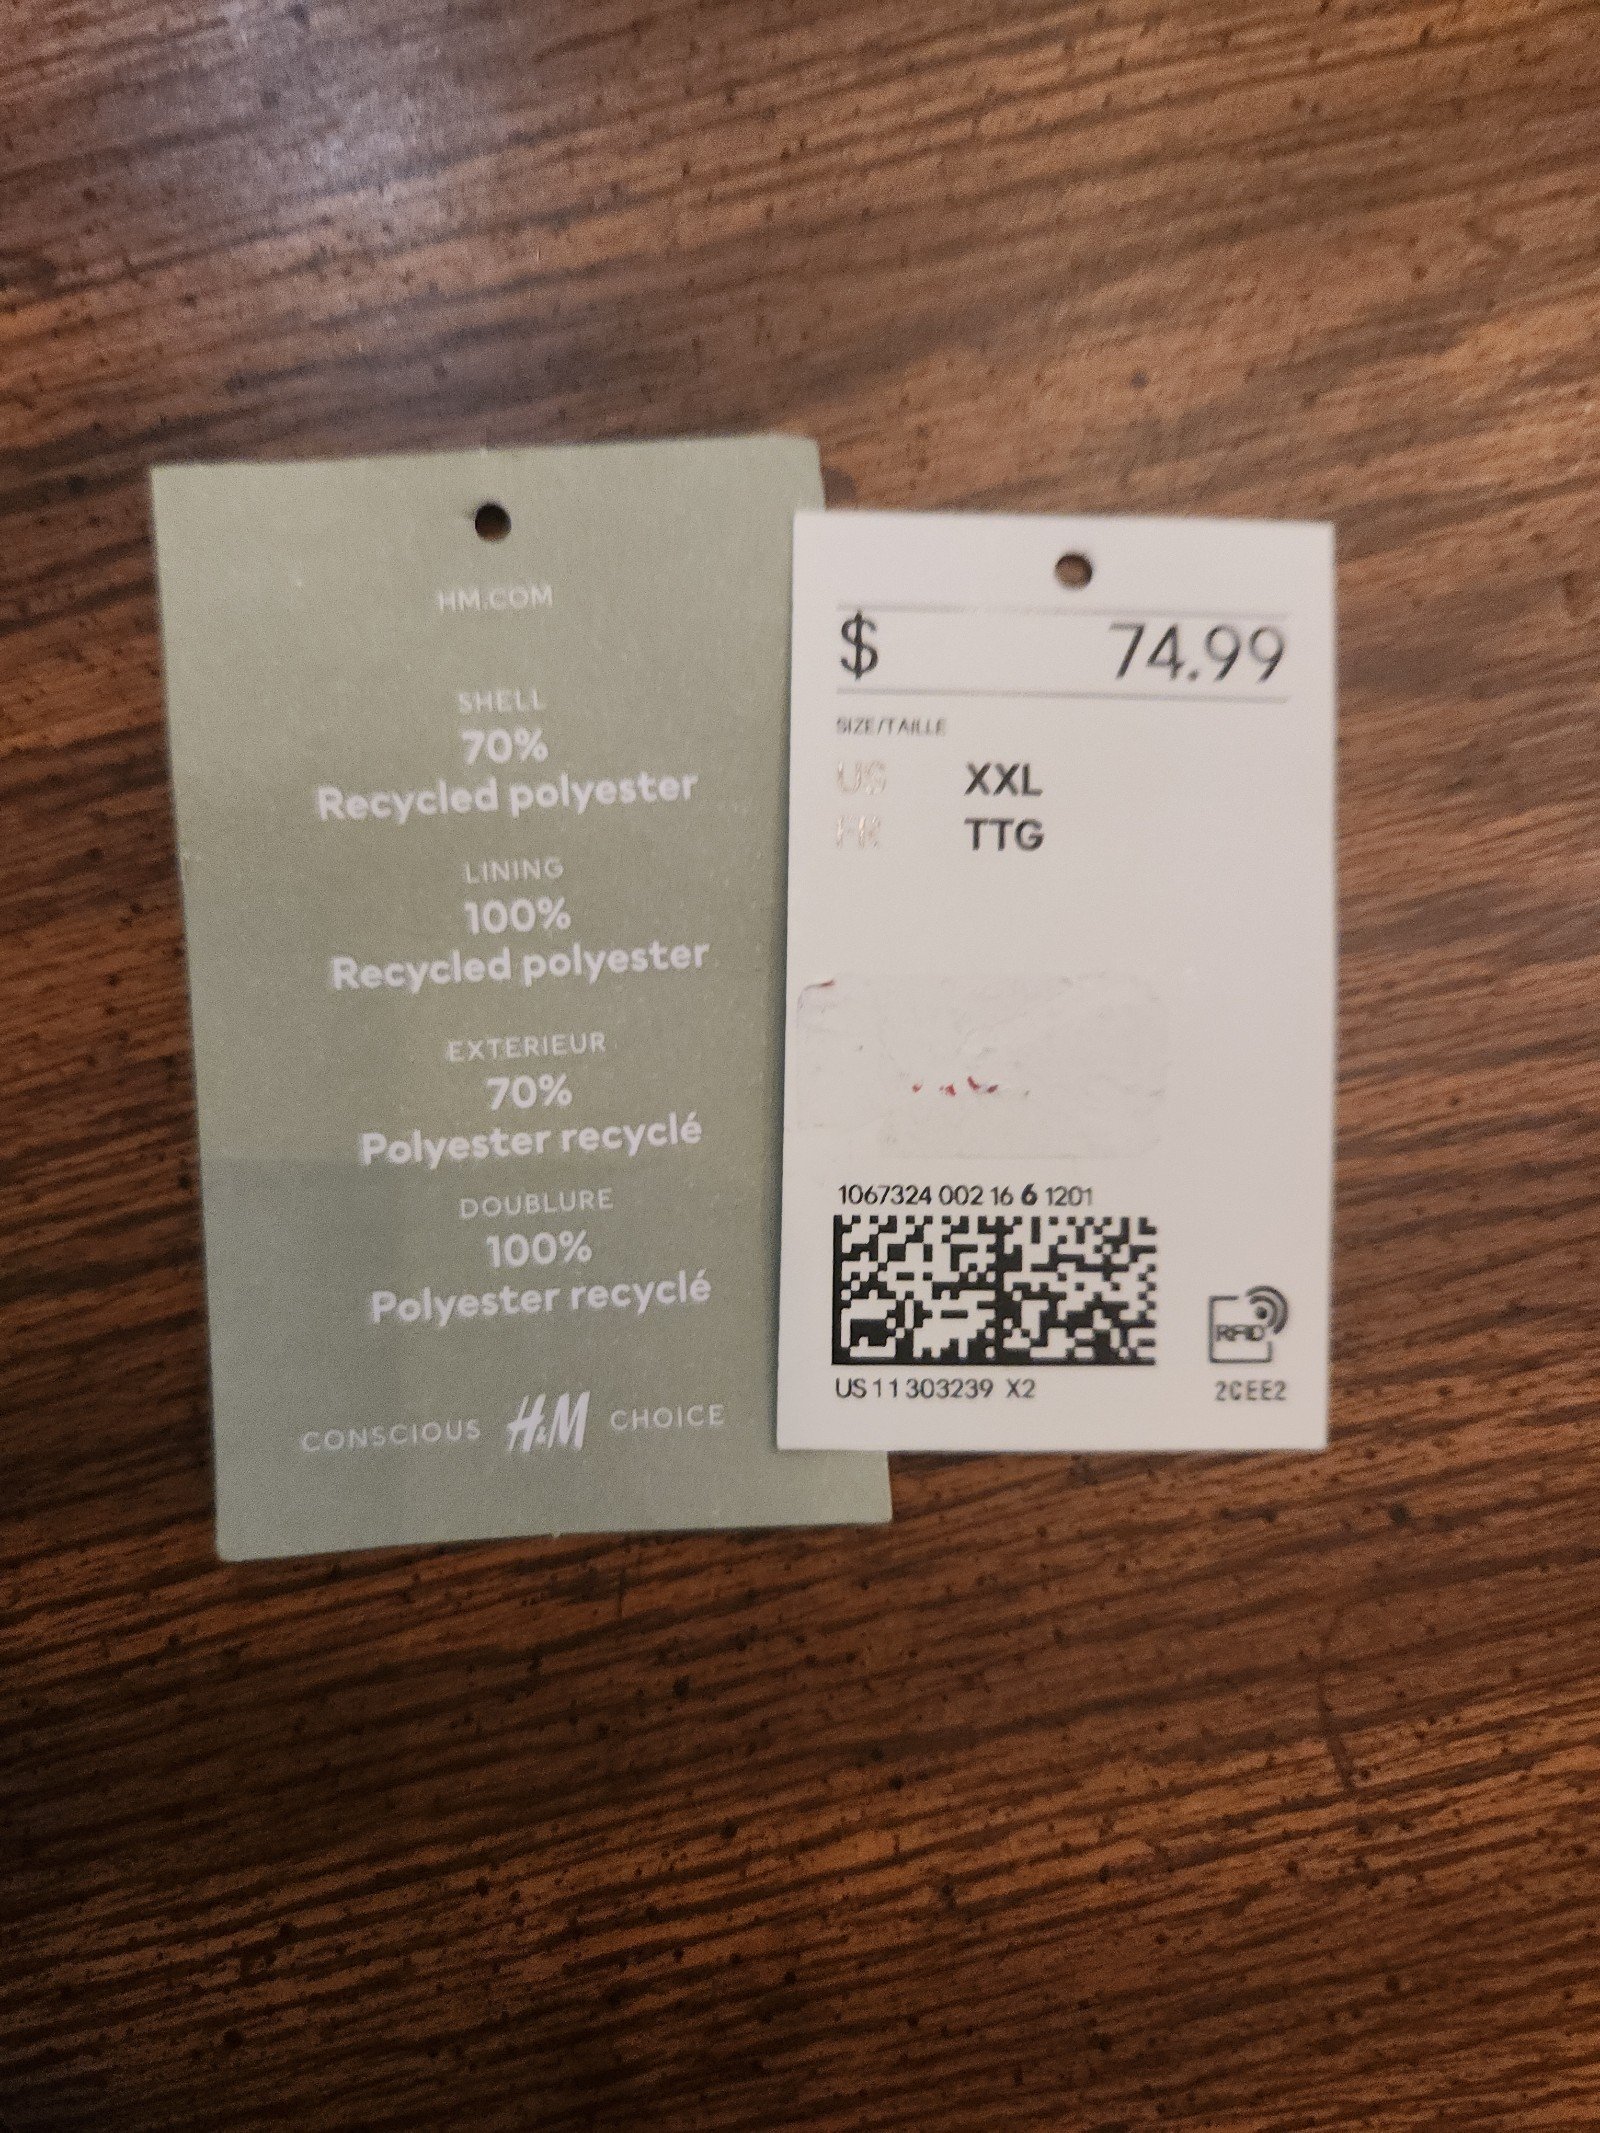 HM.COM
SHELL
70%
Recycled polyester
LINING
100%
Recycled polyester
EXTERIEUR
70%
Polyester recyclé
DOUBLURE
100%
Polyester recyclé
CONSCIOUS H&M CHOICE
$ 74.99
SIZE/TAILLE
US XXL
FR TTG
1067324 002 16 6 1201
US 11 303239 X2
RFID
2CEE2